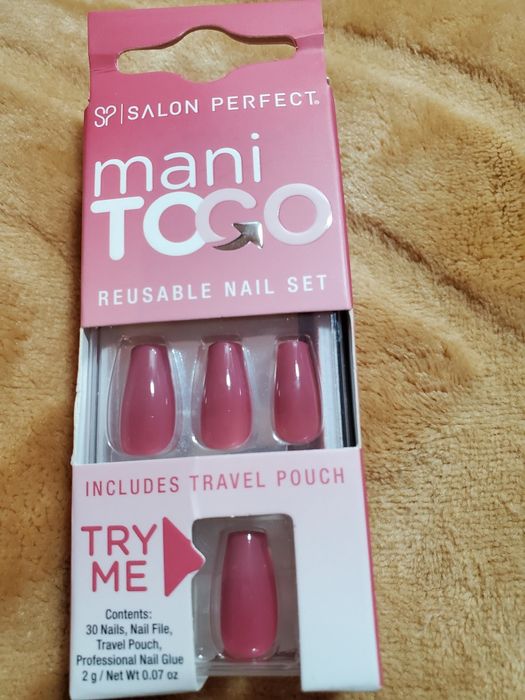 SP | SALON PERFECT®
mani
TOGO
REUSABLE NAIL SET
INCLUDES TRAVEL POUCH
TRY
ME
Contents:
30 Nails, Nail File,
Travel Pouch,
Professional Nail Glue
2 g / Net Wt 0.07 oz